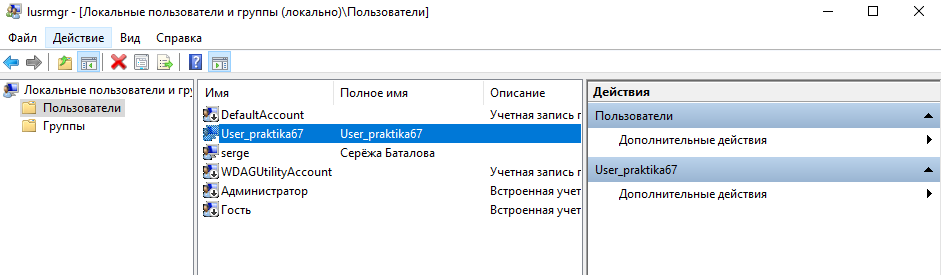 lusrmgr - [Локальные пользователи и группы (локально)\Пользователи]
Файл Действие Вид Справка
Локальные пользователи и гру
Пользователи
Группы
Имя Полное имя Описание
DefaultAccount Учетная запись п
User_praktika67 User_praktika67
serge Серёжа Баталова
WDAGUtilityAccount Учетная запись п
Администратор Встроенная учет
Гость Встроенная учет
Действия
Пользователи
Дополнительные действия
User_praktika67
Дополнительные действия